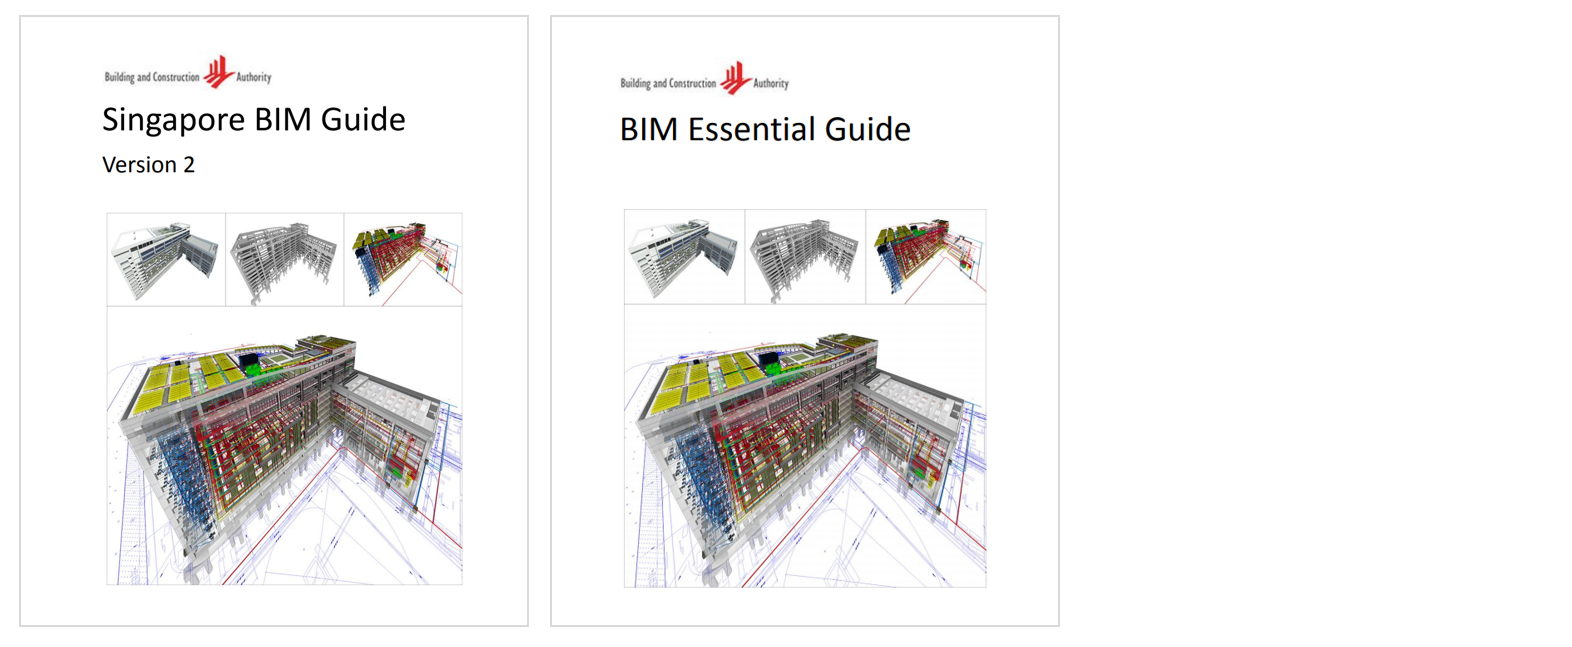 Building and Construction Authority
Singapore BIM Guide
Version 2
Building and Construction Authority
BIM Essential Guide